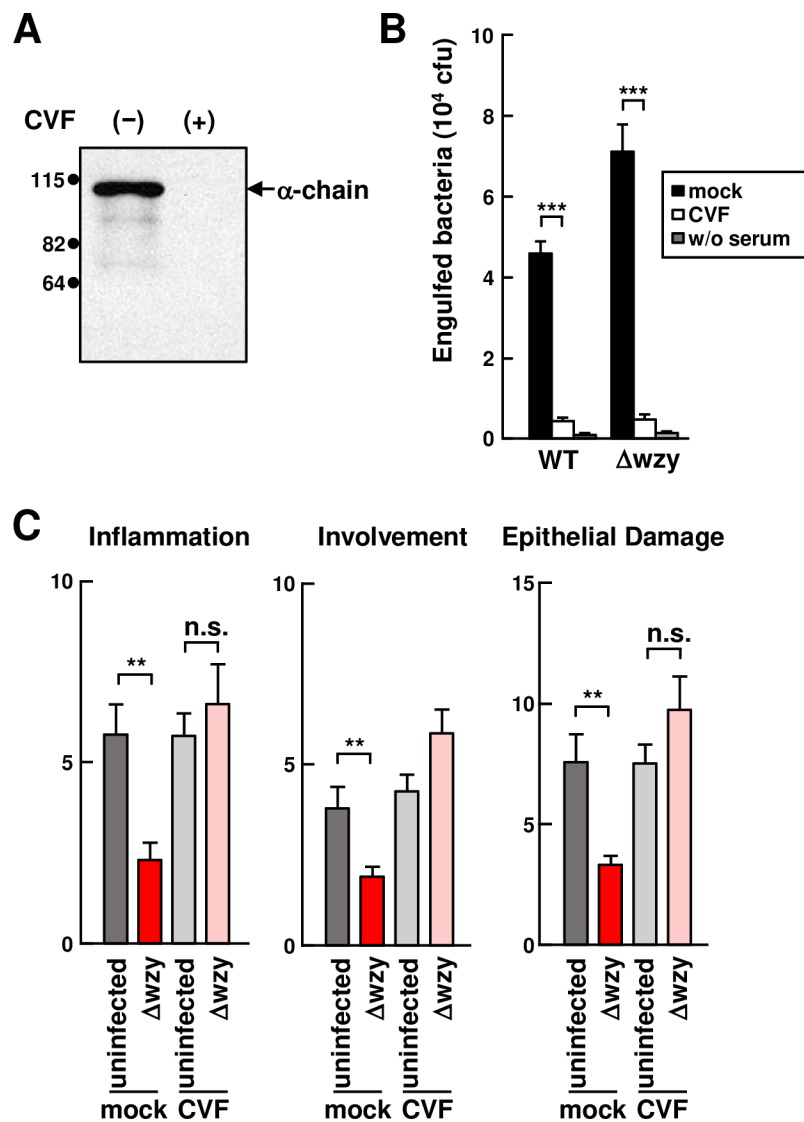 A
CVF (−) (+)
115
82
64
α-chain
B
Engulfed bacteria (10⁴ cfu)
10
8
6
4
2
0
***
***
mock
CVF
w/o serum
WT Δwzy
C
Inflammation
10
5
0
**
n.s.
uninfected
Δwzy
uninfected
Δwzy
mock CVF
Involvement
10
5
0
**
uninfected
Δwzy
uninfected
Δwzy
mock CVF
Epithelial Damage
15
10
5
0
**
n.s.
uninfected
Δwzy
uninfected
Δwzy
mock CVF